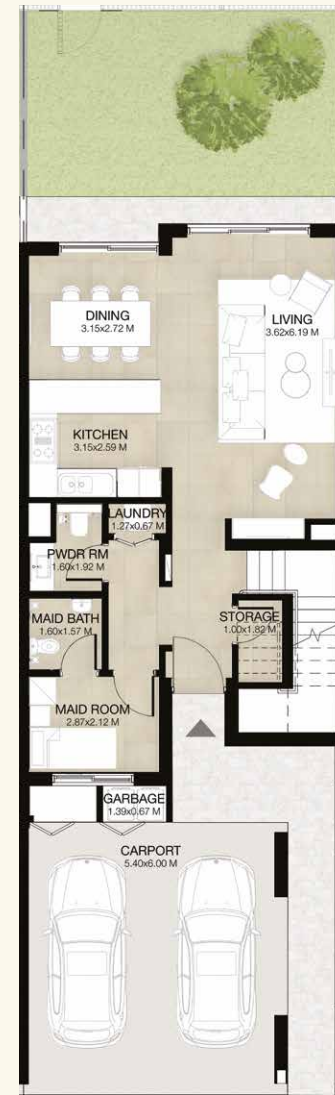 DINING
3.15x2.72 M
LIVING
3.62x6.19 M
KITCHEN
3.15x2.59 M
LAUNDRY
1.27x0.67 M
PWDR RM
1.60x1.92 M
MAID BATH
1.60x1.57 M
STORAGE
1.00x1.82 M
MAID ROOM
2.87x2.12 M
GARBAGE
1.39x0.67 M
CARPORT
5.40x6.00 M